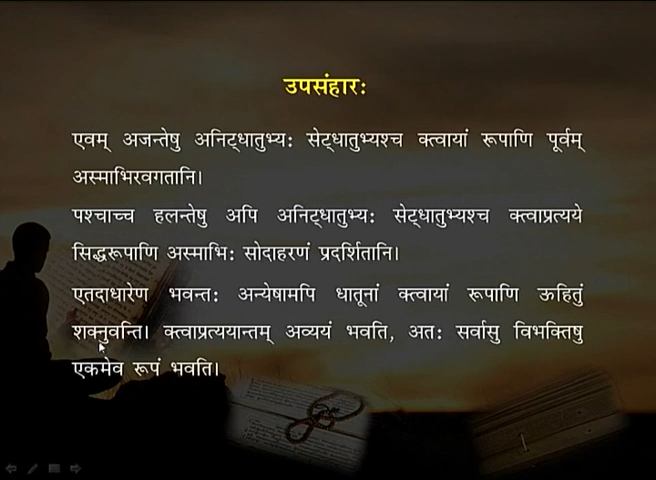 उपसंहारः
एवम् अजन्तेषु अनिट्धातुभ्यः सेट्धातुभ्यश्च क्त्वायां रूपाणि पूर्वम्
अस्माभिरवगतानि।
पश्चाच्च हलन्तेषु अपि अनिट्धातुभ्यः सेट्धातुभ्यश्च क्त्वाप्रत्यये
सिद्धरूपाणि अस्माभिः सोदाहरणं प्रदर्शितानि।
एतदाधारेण भवन्तः अन्येषामपि धातूनां क्त्वायां रूपाणि ऊहितुं
शक्नुवन्ति। क्त्वाप्रत्ययान्तम् अव्ययं भवति, अतः सर्वासु विभक्तिषु
एकमेव रूपं भवति।